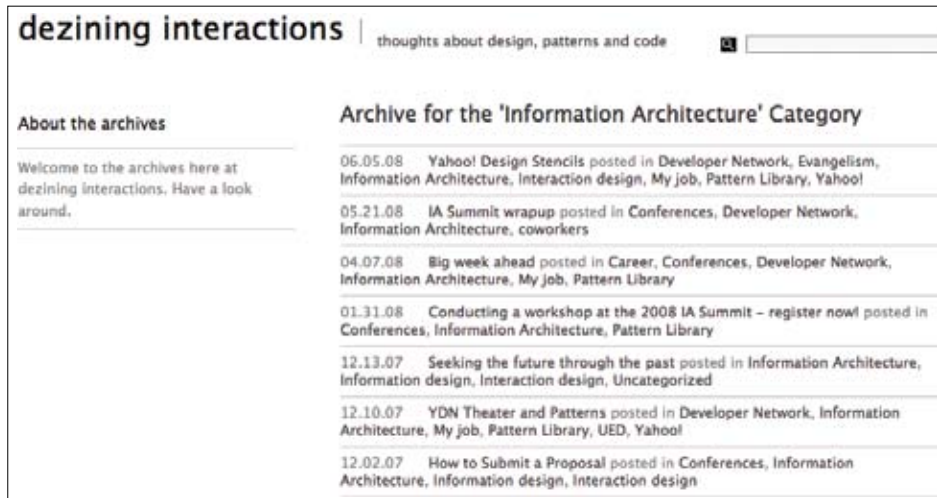 dezining interactions
thoughts about design, patterns and code
About the archives
Welcome to the archives here at
dezining interactions. Have a look
around.
Archive for the 'Information Architecture' Category
06.05.08 Yahoo! Design Stencils posted in Developer Network, Evangelism,
Information Architecture, Interaction design, My job, Pattern Library, Yahoo!
05.21.08 IA Summit wrapup posted in Conferences, Developer Network,
Information Architecture, coworkers
04.07.08 Big week ahead posted in Career, Conferences, Developer Network,
Information Architecture, My job, Pattern Library
01.31.08 Conducting a workshop at the 2008 IA Summit – register now! posted in
Conferences, Information Architecture, Pattern Library
12.13.07 Seeking the future through the past posted in Information Architecture,
Information design, Interaction design, Uncategorized
12.10.07 YDN Theater and Patterns posted in Developer Network, Information
Architecture, My job, Pattern Library, UED, Yahoo!
12.02.07 How to Submit a Proposal posted in Conferences, Information
Architecture, Information design, Interaction design